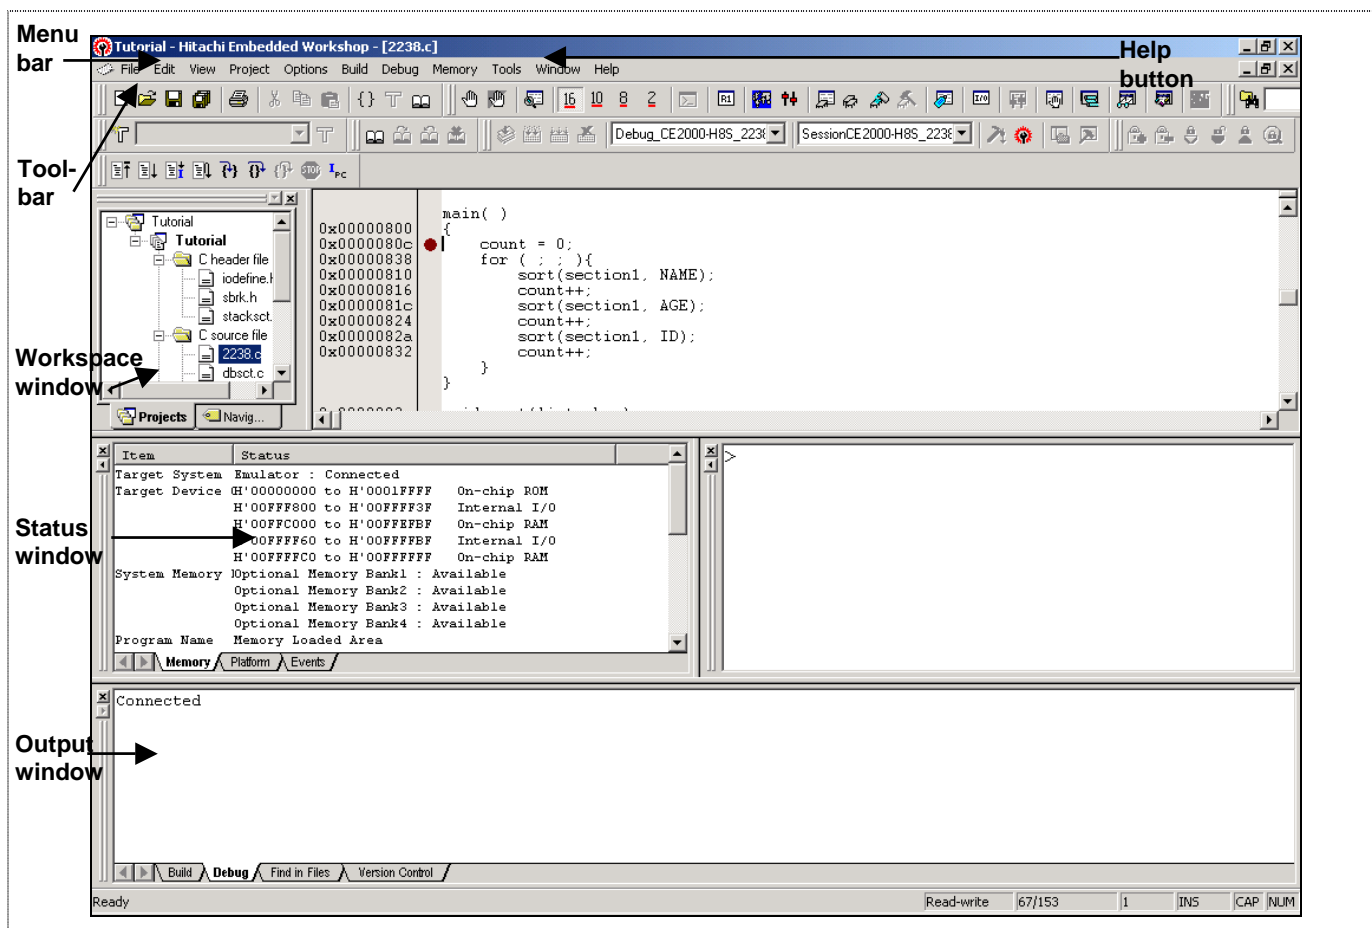 Menu
bar
Tutorial - Hitachi Embedded Workshop - [2238.c]
Help
button
File Edit View Project Options Build Debug Memory Tools Window Help
16 10 8 2 R1 I/O
Debug_CE2000-H8S_223 SessionCE2000-H8S_223
Tool-
bar
STOP I PC
Tutorial
Tutorial
C header file
iodefine.h
sbrk.h
stacksct.
C source file
2238.c
dbsct.c
Projects Navig...
Workspace
window
main( )
0x00000800 {
0x0000080c count = 0;
0x00000838 for ( ; ; ){
0x00000810 sort(section1, NAME);
0x00000816 count++;
0x0000081c sort(section1, AGE);
0x00000824 count++;
0x0000082a sort(section1, ID);
0x00000832 count++;
}
}
Item Status
Target System Emulator : Connected
Target Device H'00000000 to H'0001FFFF On-chip ROM
H'00FFF800 to H'00FFFF3F Internal I/O
H'00FFC000 to H'00FFEFBF On-chip RAM
00FFFF60 to H'00FFFFBF Internal I/O
H'00FFFFC0 to H'00FFFFFF On-chip RAM
System Memory Optional Memory Bank1 : Available
Optional Memory Bank2 : Available
Optional Memory Bank3 : Available
Optional Memory Bank4 : Available
Program Name Memory Loaded Area
Memory Platform Events
>
Status
window
Connected
Output
window
Build Debug Find in Files Version Control
Ready Read-write 67/153 1 INS CAP NUM